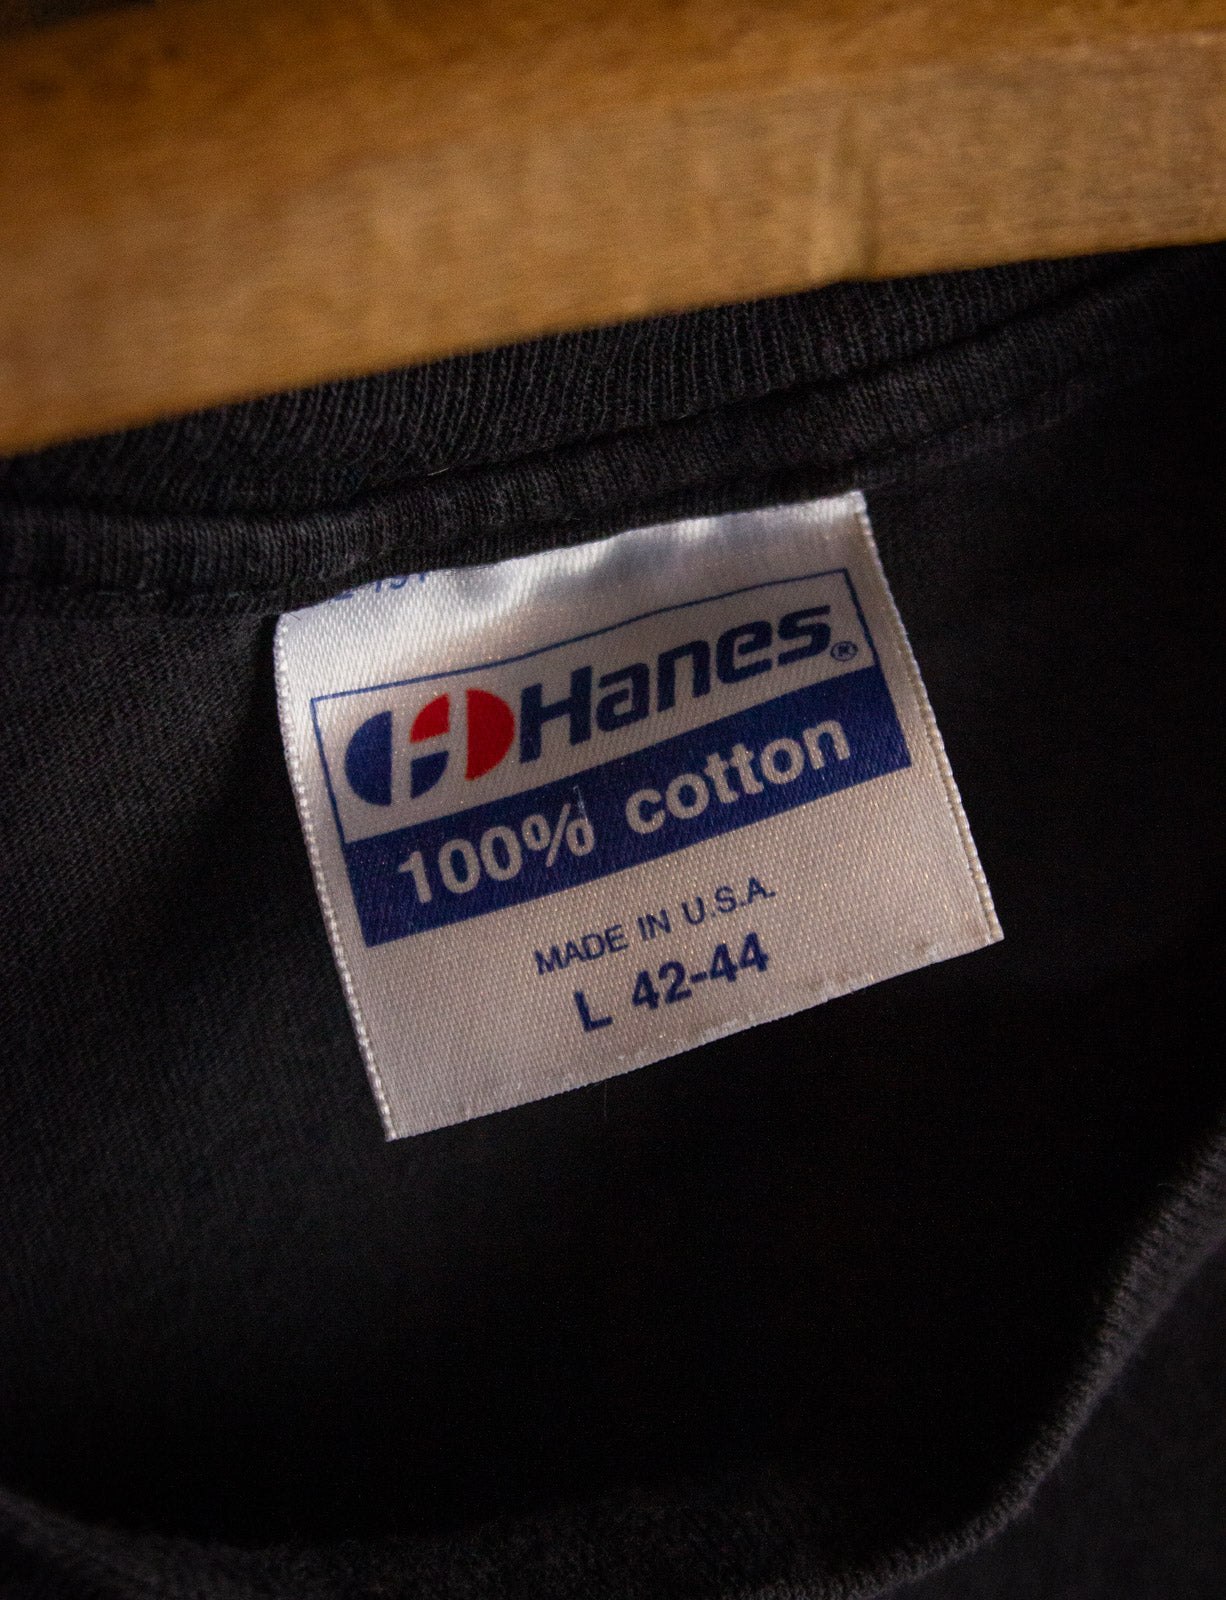 Hanes®
100% cotton
MADE IN U.S.A.
L 42-44